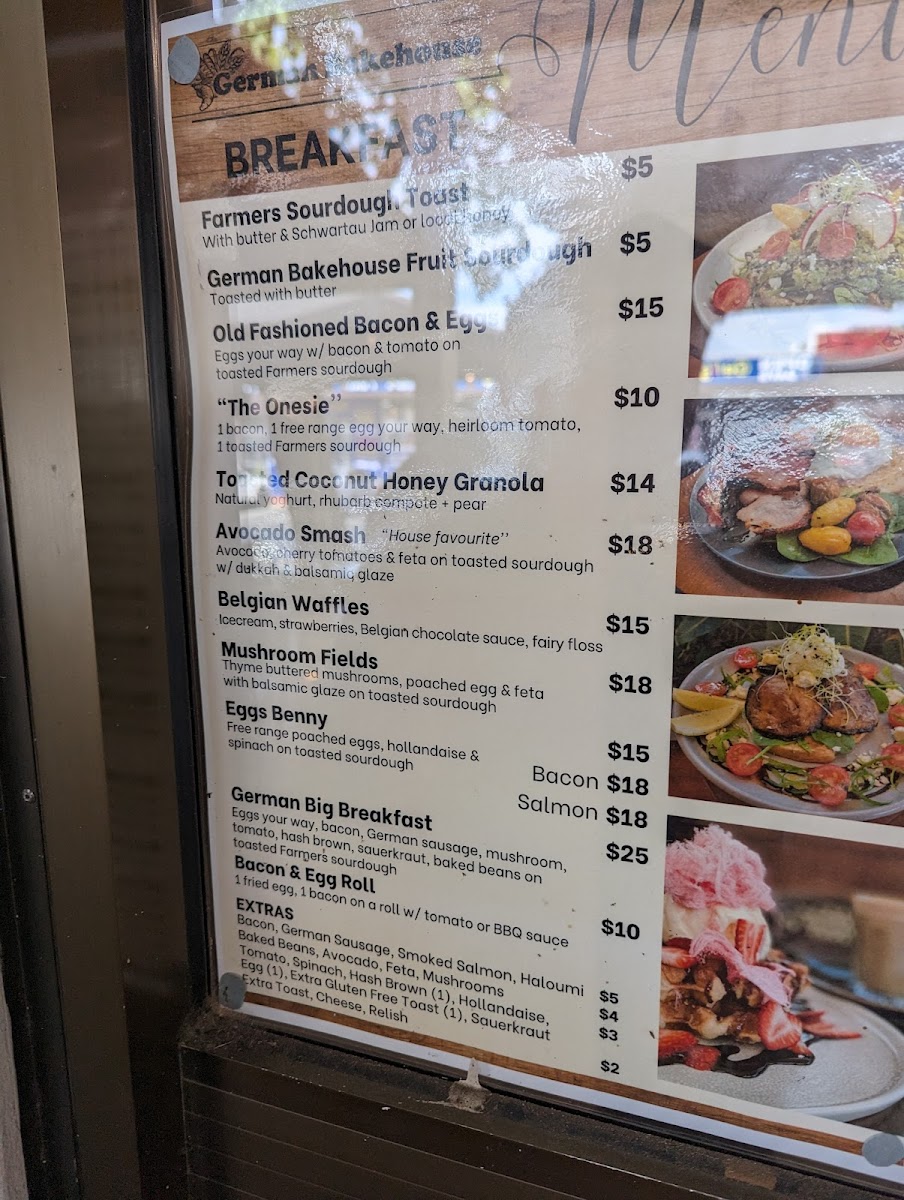 German Bakehouse
Menu
BREAKFAST
Farmers Sourdough Toast $5
With butter & Schwartau Jam or local honey
German Bakehouse Fruit Sourdough $5
Toasted with butter
Old Fashioned Bacon & Eggs $15
Eggs your way w/ bacon & tomato on
toasted Farmers sourdough
“The Onesie” $10
1 bacon, 1 free range egg your way, heirloom tomato,
1 toasted Farmers sourdough
Toasted Coconut Honey Granola $14
Natural yoghurt, rhubarb compote + pear
Avocado Smash “House favourite” $18
Avocado, cherry tomatoes & feta on toasted sourdough
w/ dukkah & balsamic glaze
Belgian Waffles $15
Icecream, strawberries, Belgian chocolate sauce, fairy floss
Mushroom Fields $18
Thyme buttered mushrooms, poached egg & feta
with balsamic glaze on toasted sourdough
Eggs Benny $15
Free range poached eggs, hollandaise &
spinach on toasted sourdough
Bacon $18
Salmon $18
German Big Breakfast $25
Eggs your way, bacon, German sausage, mushroom,
tomato, hash brown, sauerkraut, baked beans on
toasted Farmers sourdough
Bacon & Egg Roll $10
1 fried egg, 1 bacon on a roll w/ tomato or BBQ sauce
EXTRAS
Bacon, German Sausage, Smoked Salmon, Haloumi $5
Baked Beans, Avocado, Feta, Mushrooms $4
Tomato, Spinach, Hash Brown (1), Hollandaise, $3
Egg (1), Extra Gluten Free Toast (1), Sauerkraut
Extra Toast, Cheese, Relish $2